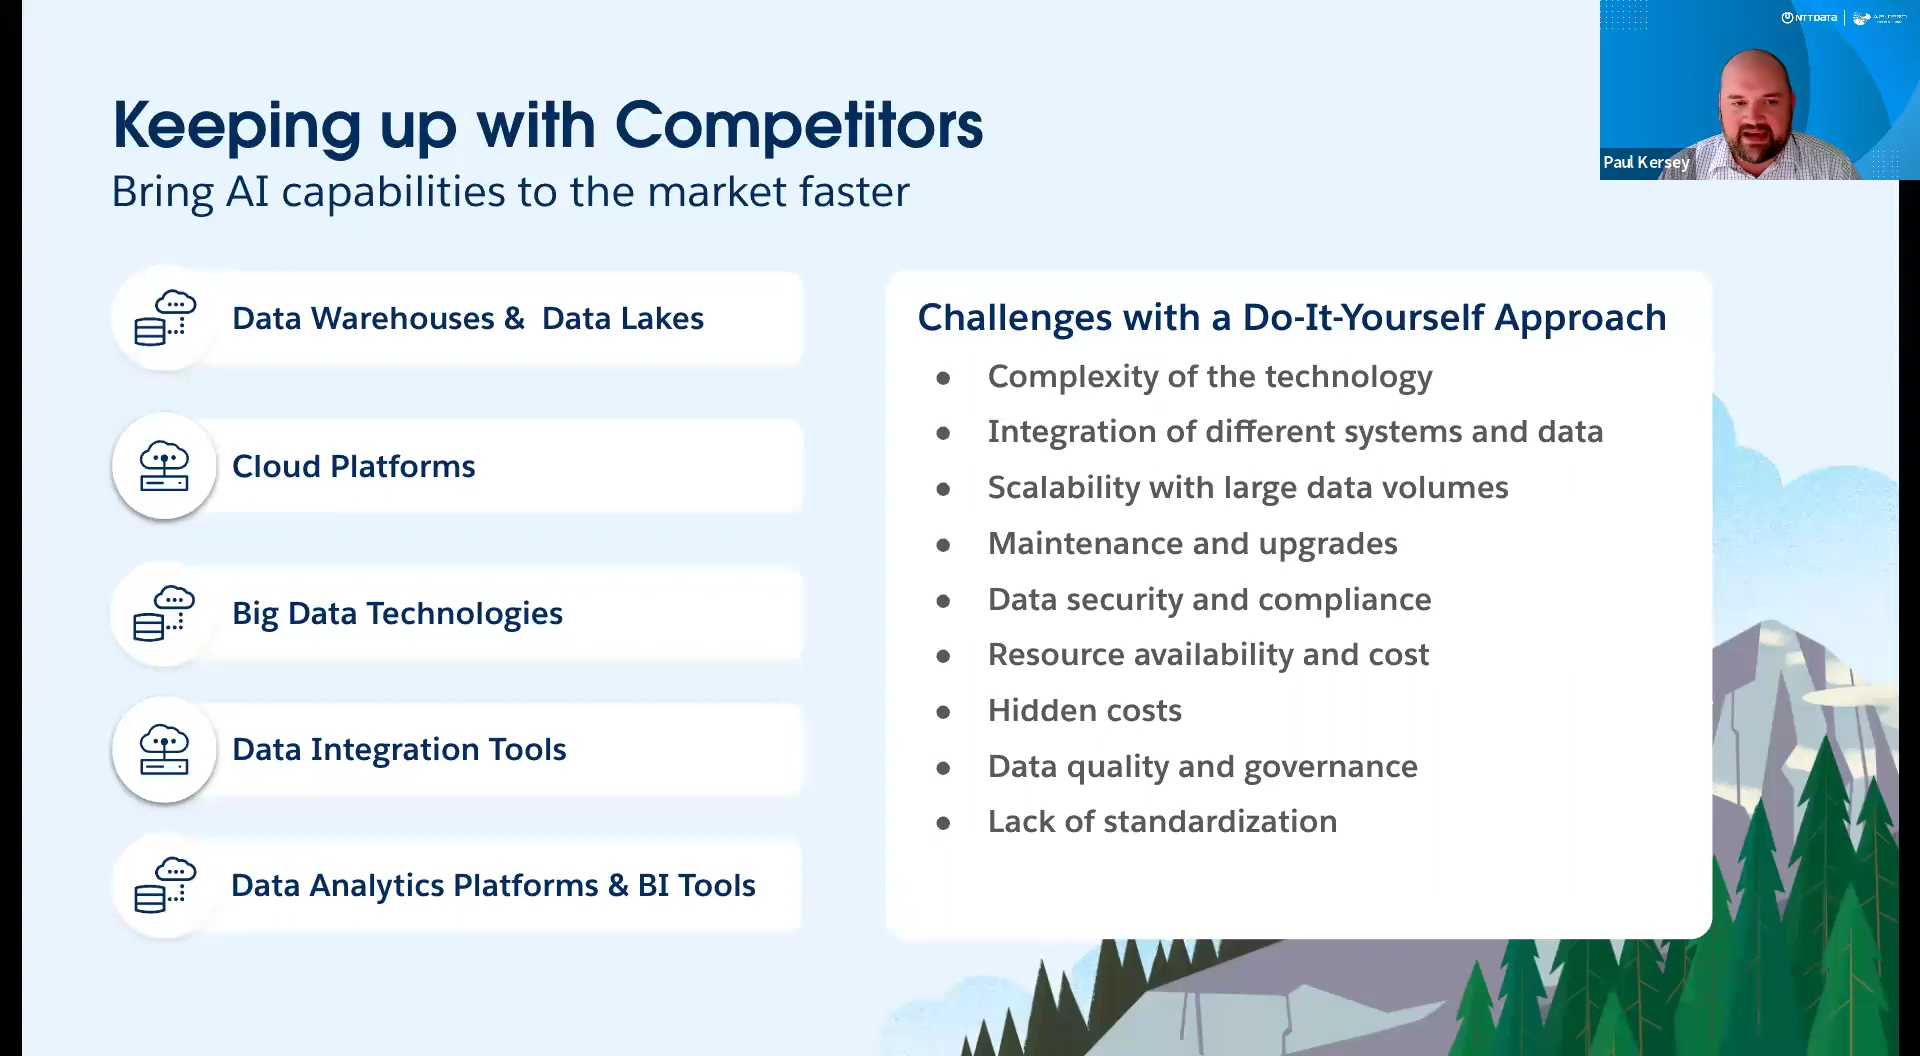 NTTDATA
Keeping up with Competitors
Bring AI capabilities to the market faster
Paul Kersey
Data Warehouses & Data Lakes
Cloud Platforms
Big Data Technologies
Data Integration Tools
Data Analytics Platforms & BI Tools
Challenges with a Do-It-Yourself Approach
● Complexity of the technology
● Integration of different systems and data
● Scalability with large data volumes
● Maintenance and upgrades
● Data security and compliance
● Resource availability and cost
● Hidden costs
● Data quality and governance
● Lack of standardization